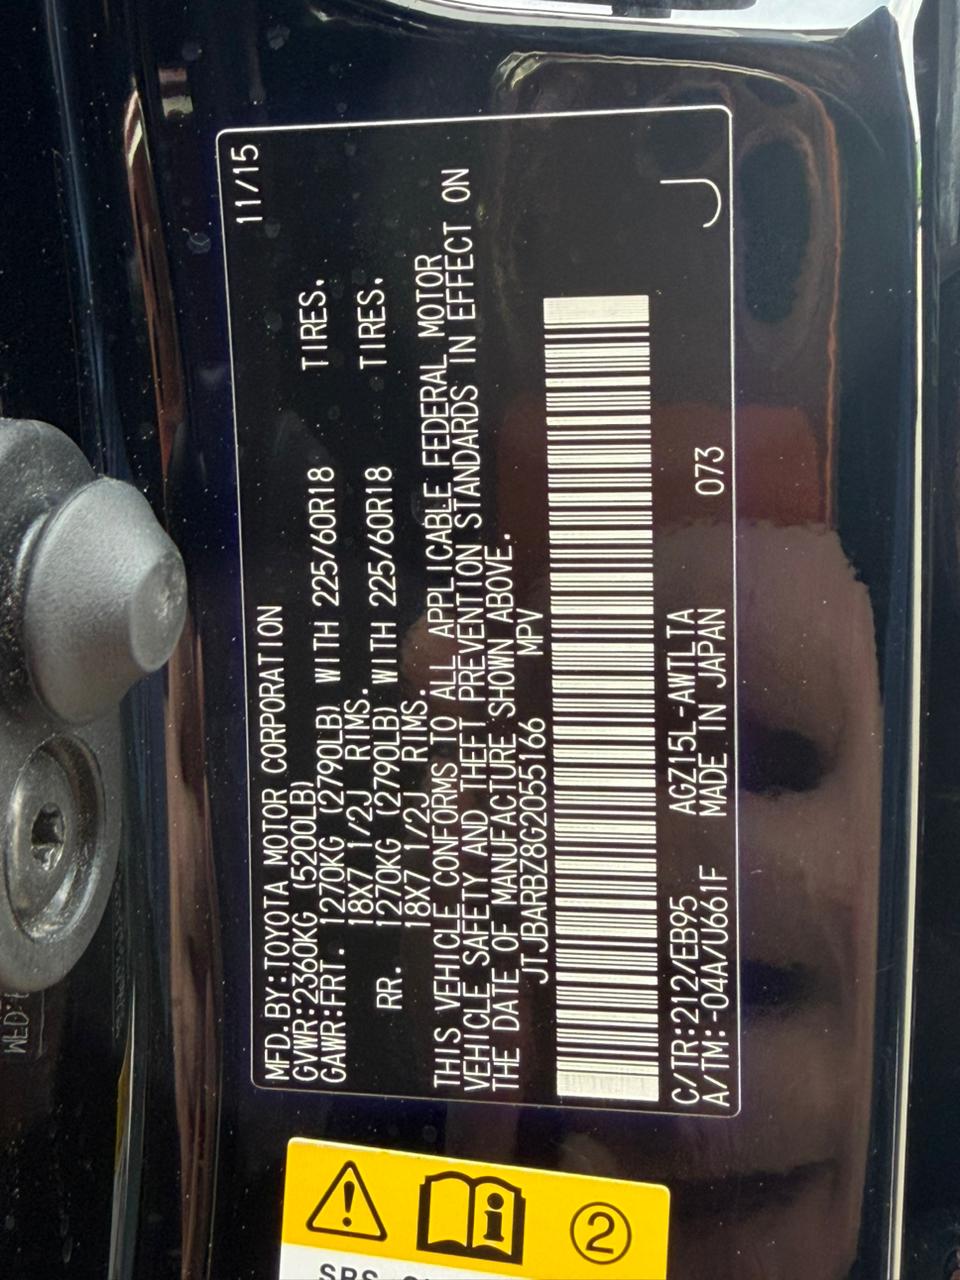 MFD.BY:TOYOTA MOTOR CORPORATION 11/15
GVWR:2360KG (5200LB)
GAWR:FRT. 1270KG (2790LB) WITH 225/60R18 TIRES,
18X7 1/2J RIMS.
RR. 1270KG (2790LB) WITH 225/60R18 TIRES,
18X7 1/2J RIMS.
THIS VEHICLE CONFORMS TO ALL APPLICABLE FEDERAL MOTOR
VEHICLE SAFETY AND THEFT PREVENTION STANDARDS IN EFFECT ON
THE DATE OF MANUFACTURE SHOWN ABOVE.
JTJBARBZ8G2055166 MPV
C/TR:212/EB95 AGZ15L-AWTLTA 073
A/TM:-04A/U661F MADE IN JAPAN J
2